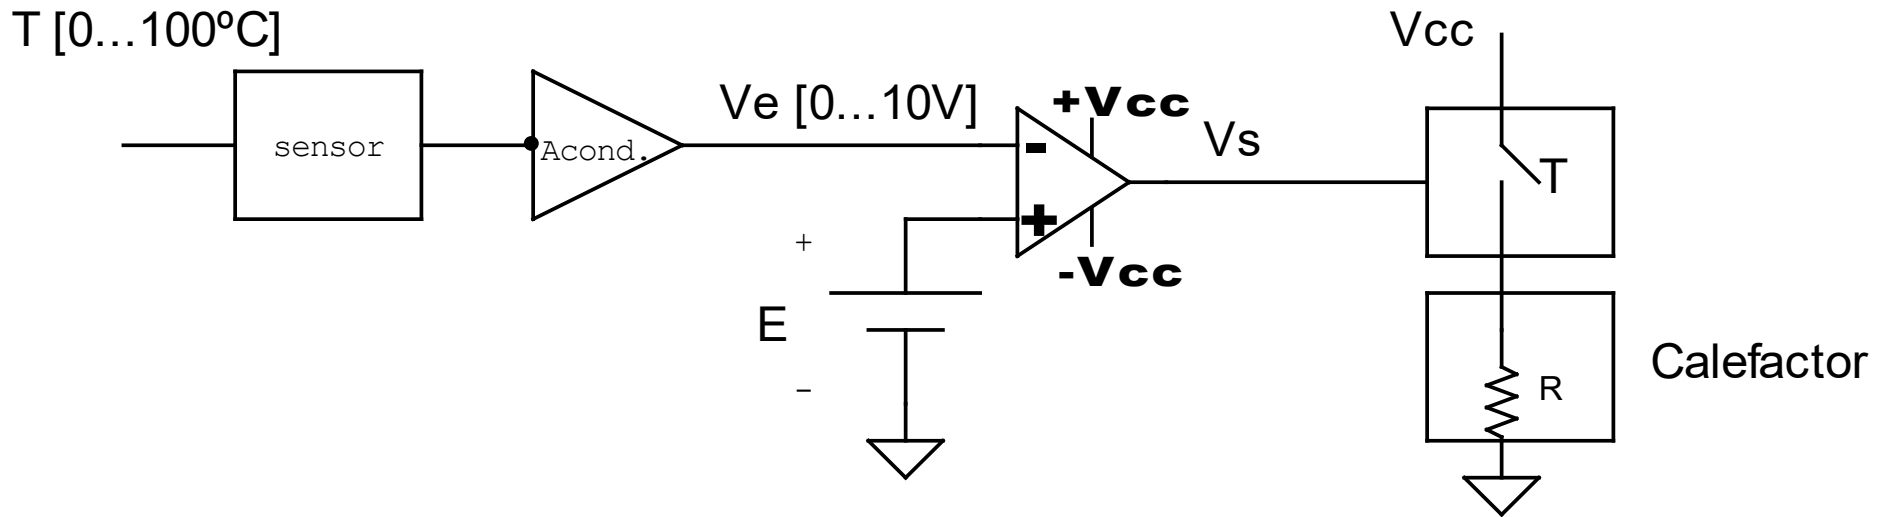 T [0...100ºC]
Vcc
Ve [0...10V]
+Vcc
Vs
sensor
Acond.
-
T
+
+
-Vcc
E
Calefactor
R
−